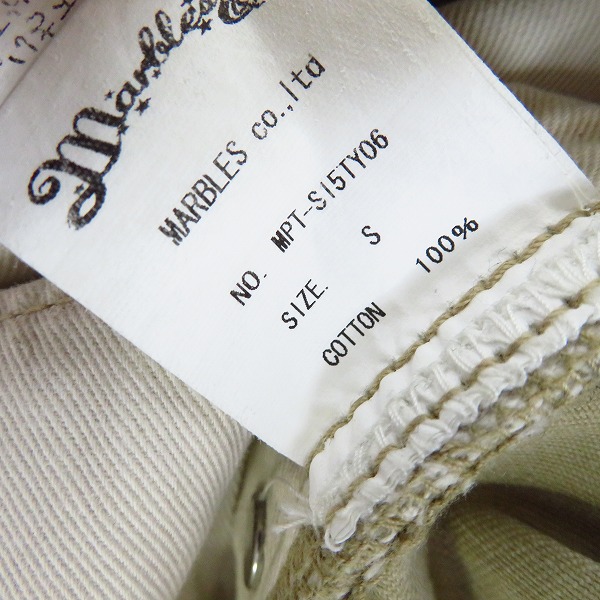 Marbles
MARBLES co.,ltd
NO. MPT-S15TY06
SIZE. S
COTTON 100%